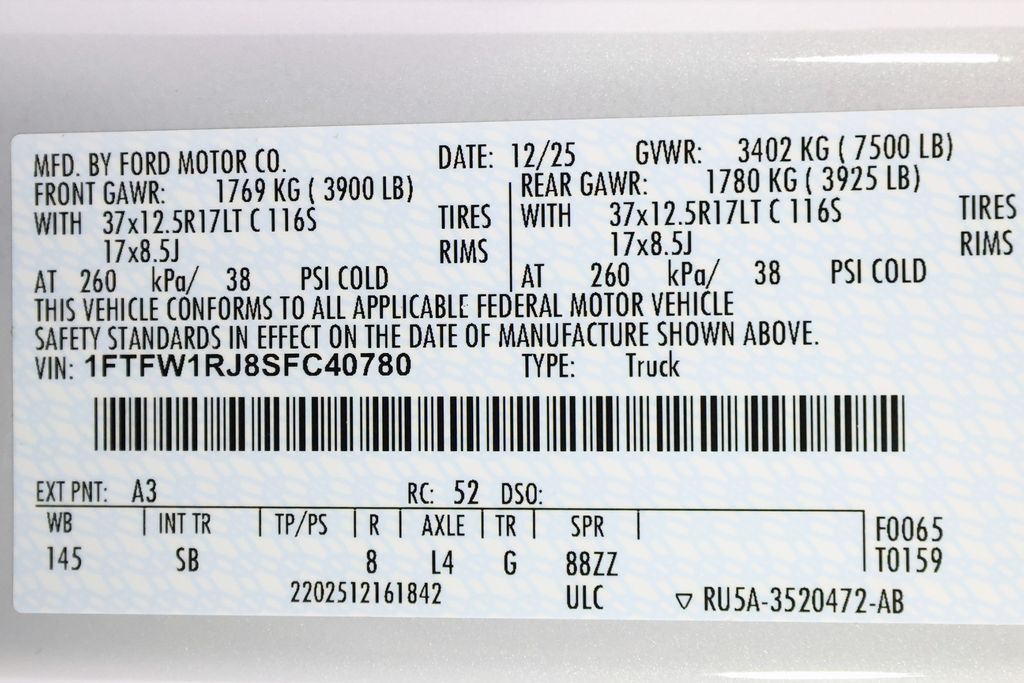 MFD. BY FORD MOTOR CO. DATE: 12/25 GVWR: 3402 KG ( 7500 LB)
FRONT GAWR: 1769 KG ( 3900 LB) REAR GAWR: 1780 KG ( 3925 LB)
WITH 37x12.5R17LT C 116S TIRES WITH 37x12.5R17LT C 116S TIRES
17x8.5J RIMS 17x8.5J RIMS
AT 260 kPa/ 38 PSI COLD AT 260 kPa/ 38 PSI COLD
THIS VEHICLE CONFORMS TO ALL APPLICABLE FEDERAL MOTOR VEHICLE
SAFETY STANDARDS IN EFFECT ON THE DATE OF MANUFACTURE SHOWN ABOVE.
VIN: 1FTFW1RJ8SFC40780 TYPE: Truck
EXT PNT: A3 RC: 52 DSO:
WB INT TR TP/PS R AXLE TR SPR F0065
145 SB 8 L4 G 88ZZ T0159
2202512161842 ULC ▽ RU5A-3520472-AB